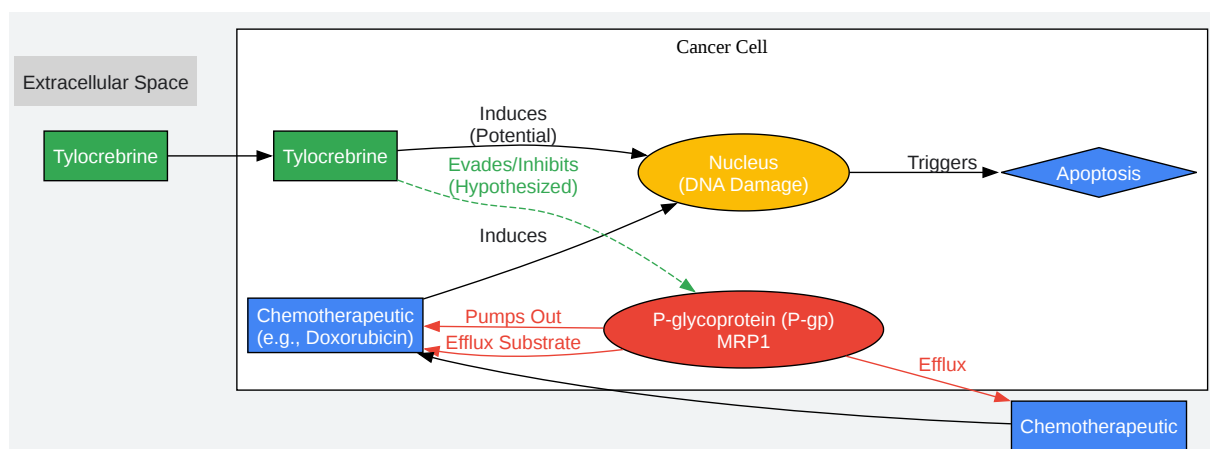 Cancer Cell
Extracellular Space
Tylocrebrine
Tylocrebrine
Induces
(Potential)
Evades/Inhibits
(Hypothesized)
Nucleus
(DNA Damage)
Triggers
Apoptosis
Induces
Chemotherapeutic
(e.g., Doxorubicin)
Pumps Out
Efflux Substrate
P-glycoprotein (P-gp)
MRP1
Efflux
Chemotherapeutic